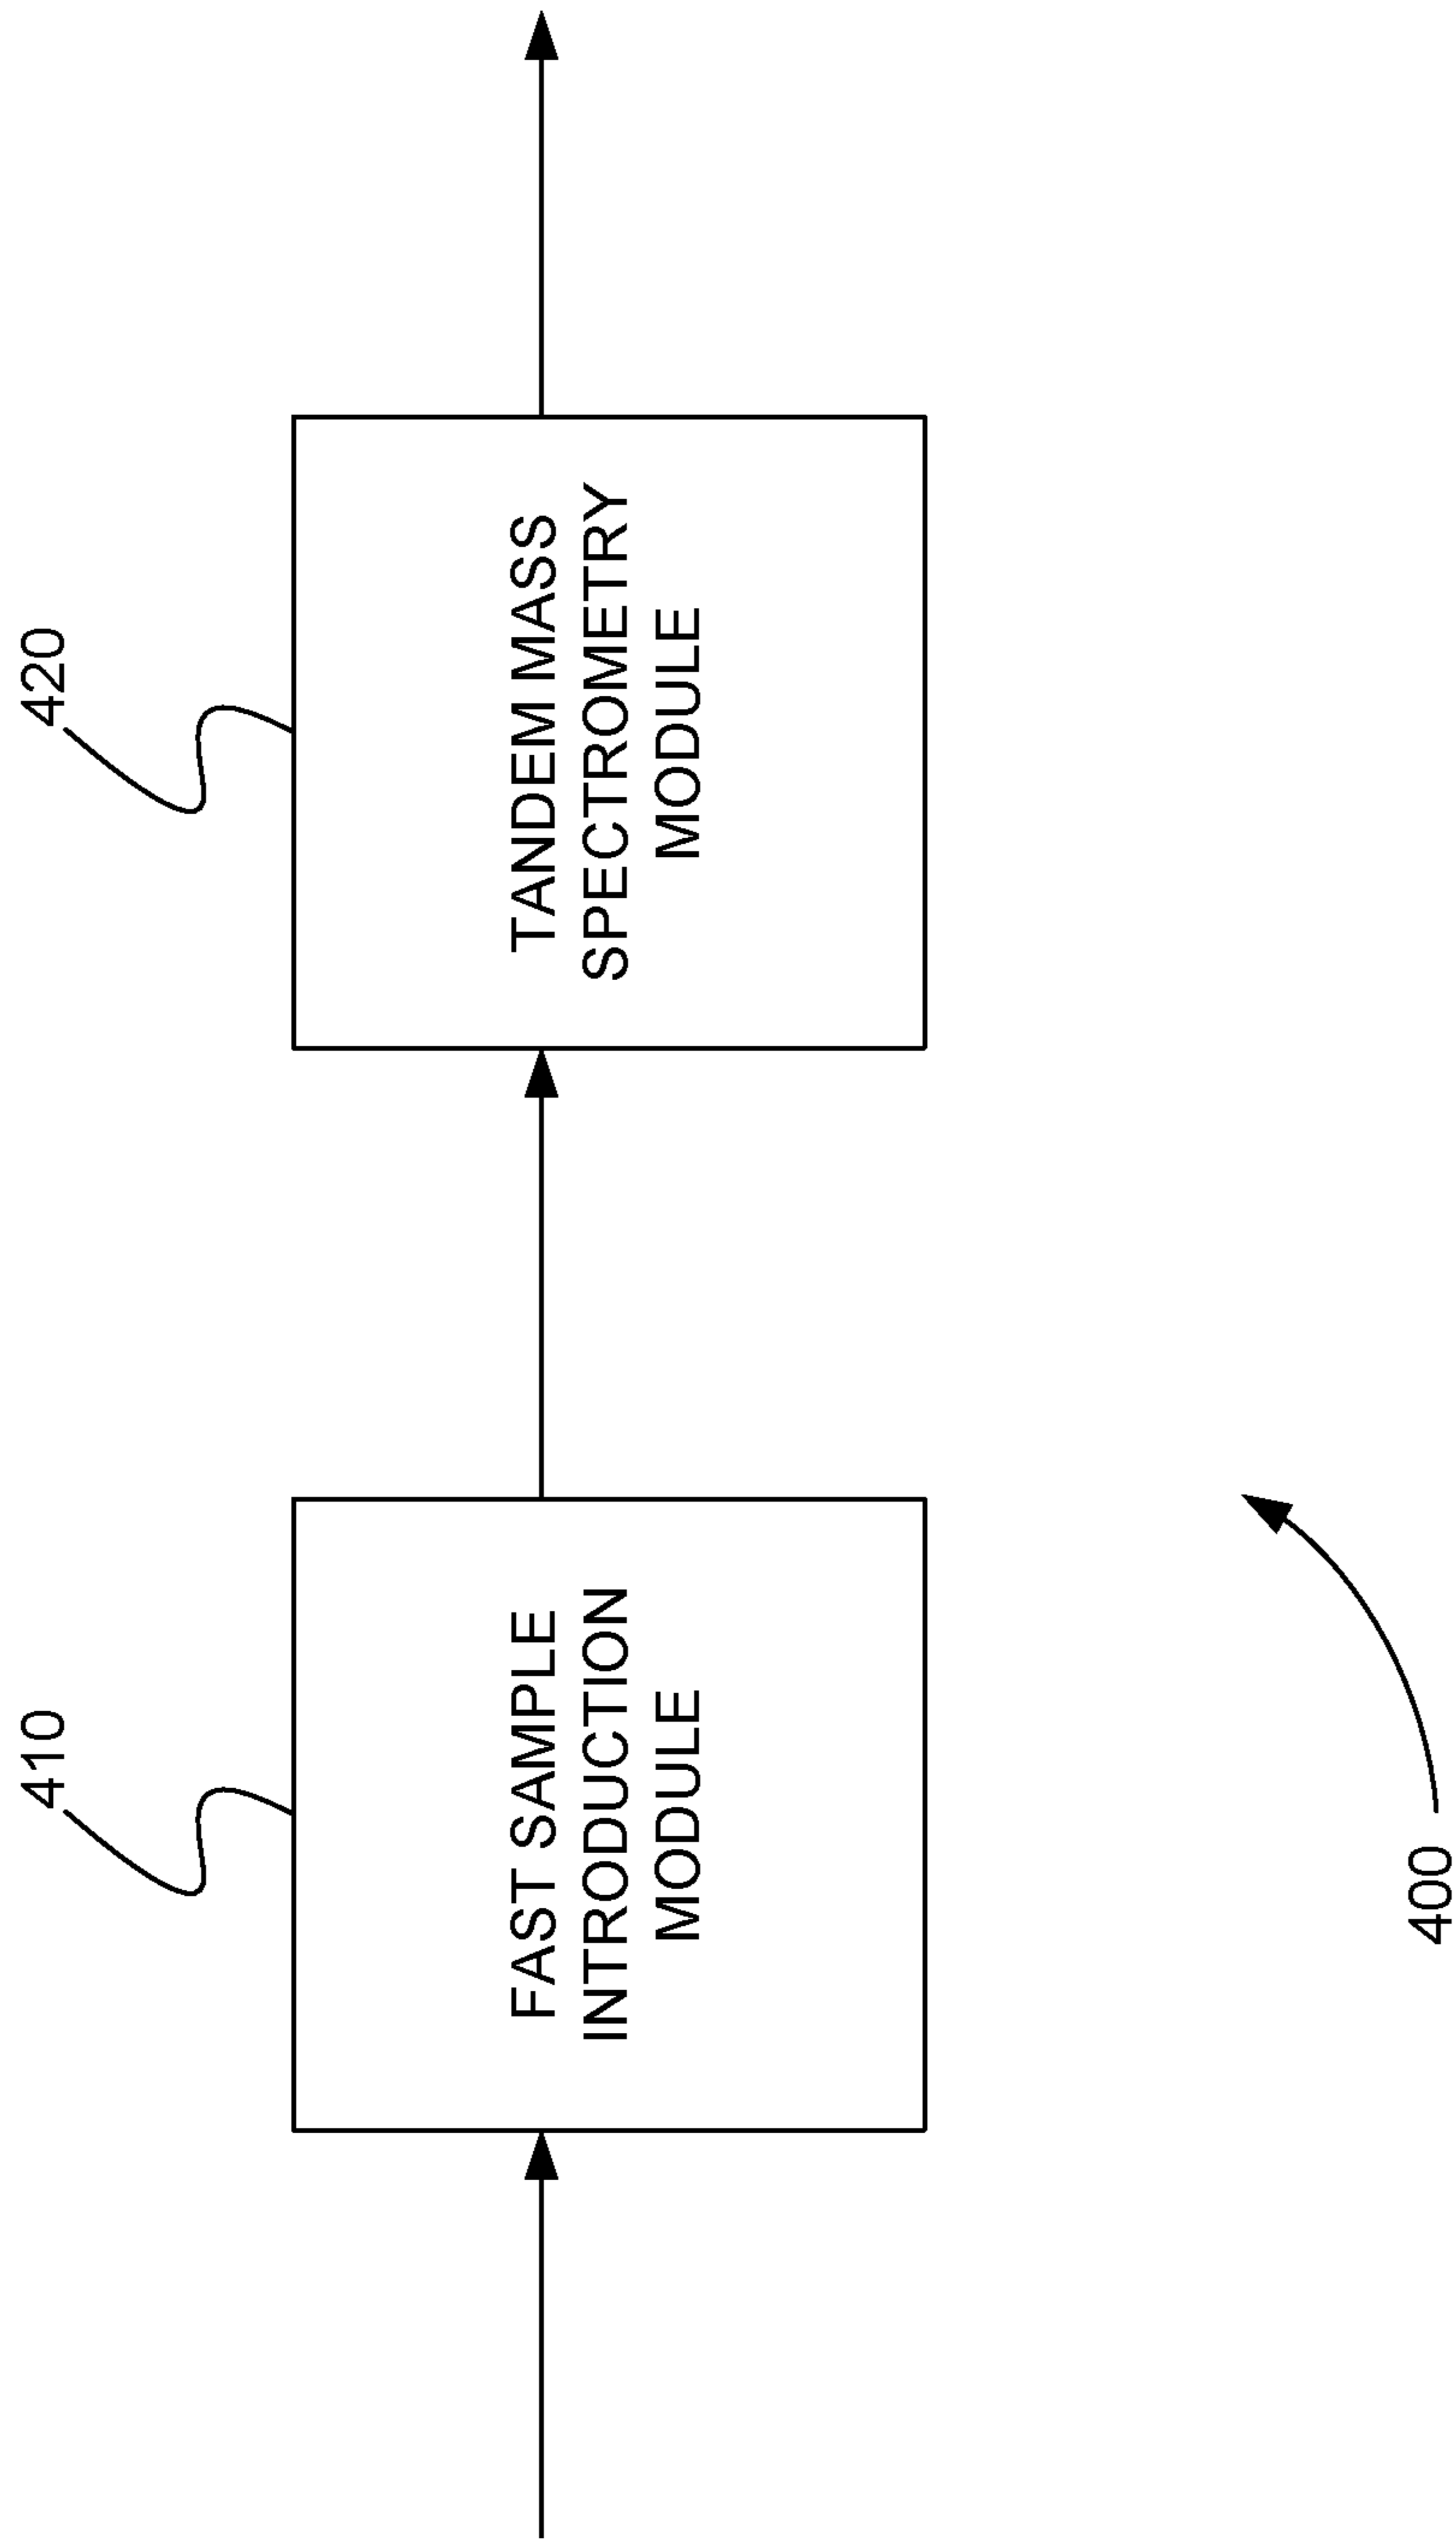 410
420
FAST SAMPLE
INTRODUCTION
MODULE
TANDEM MASS
SPECTROMETRY
MODULE
400